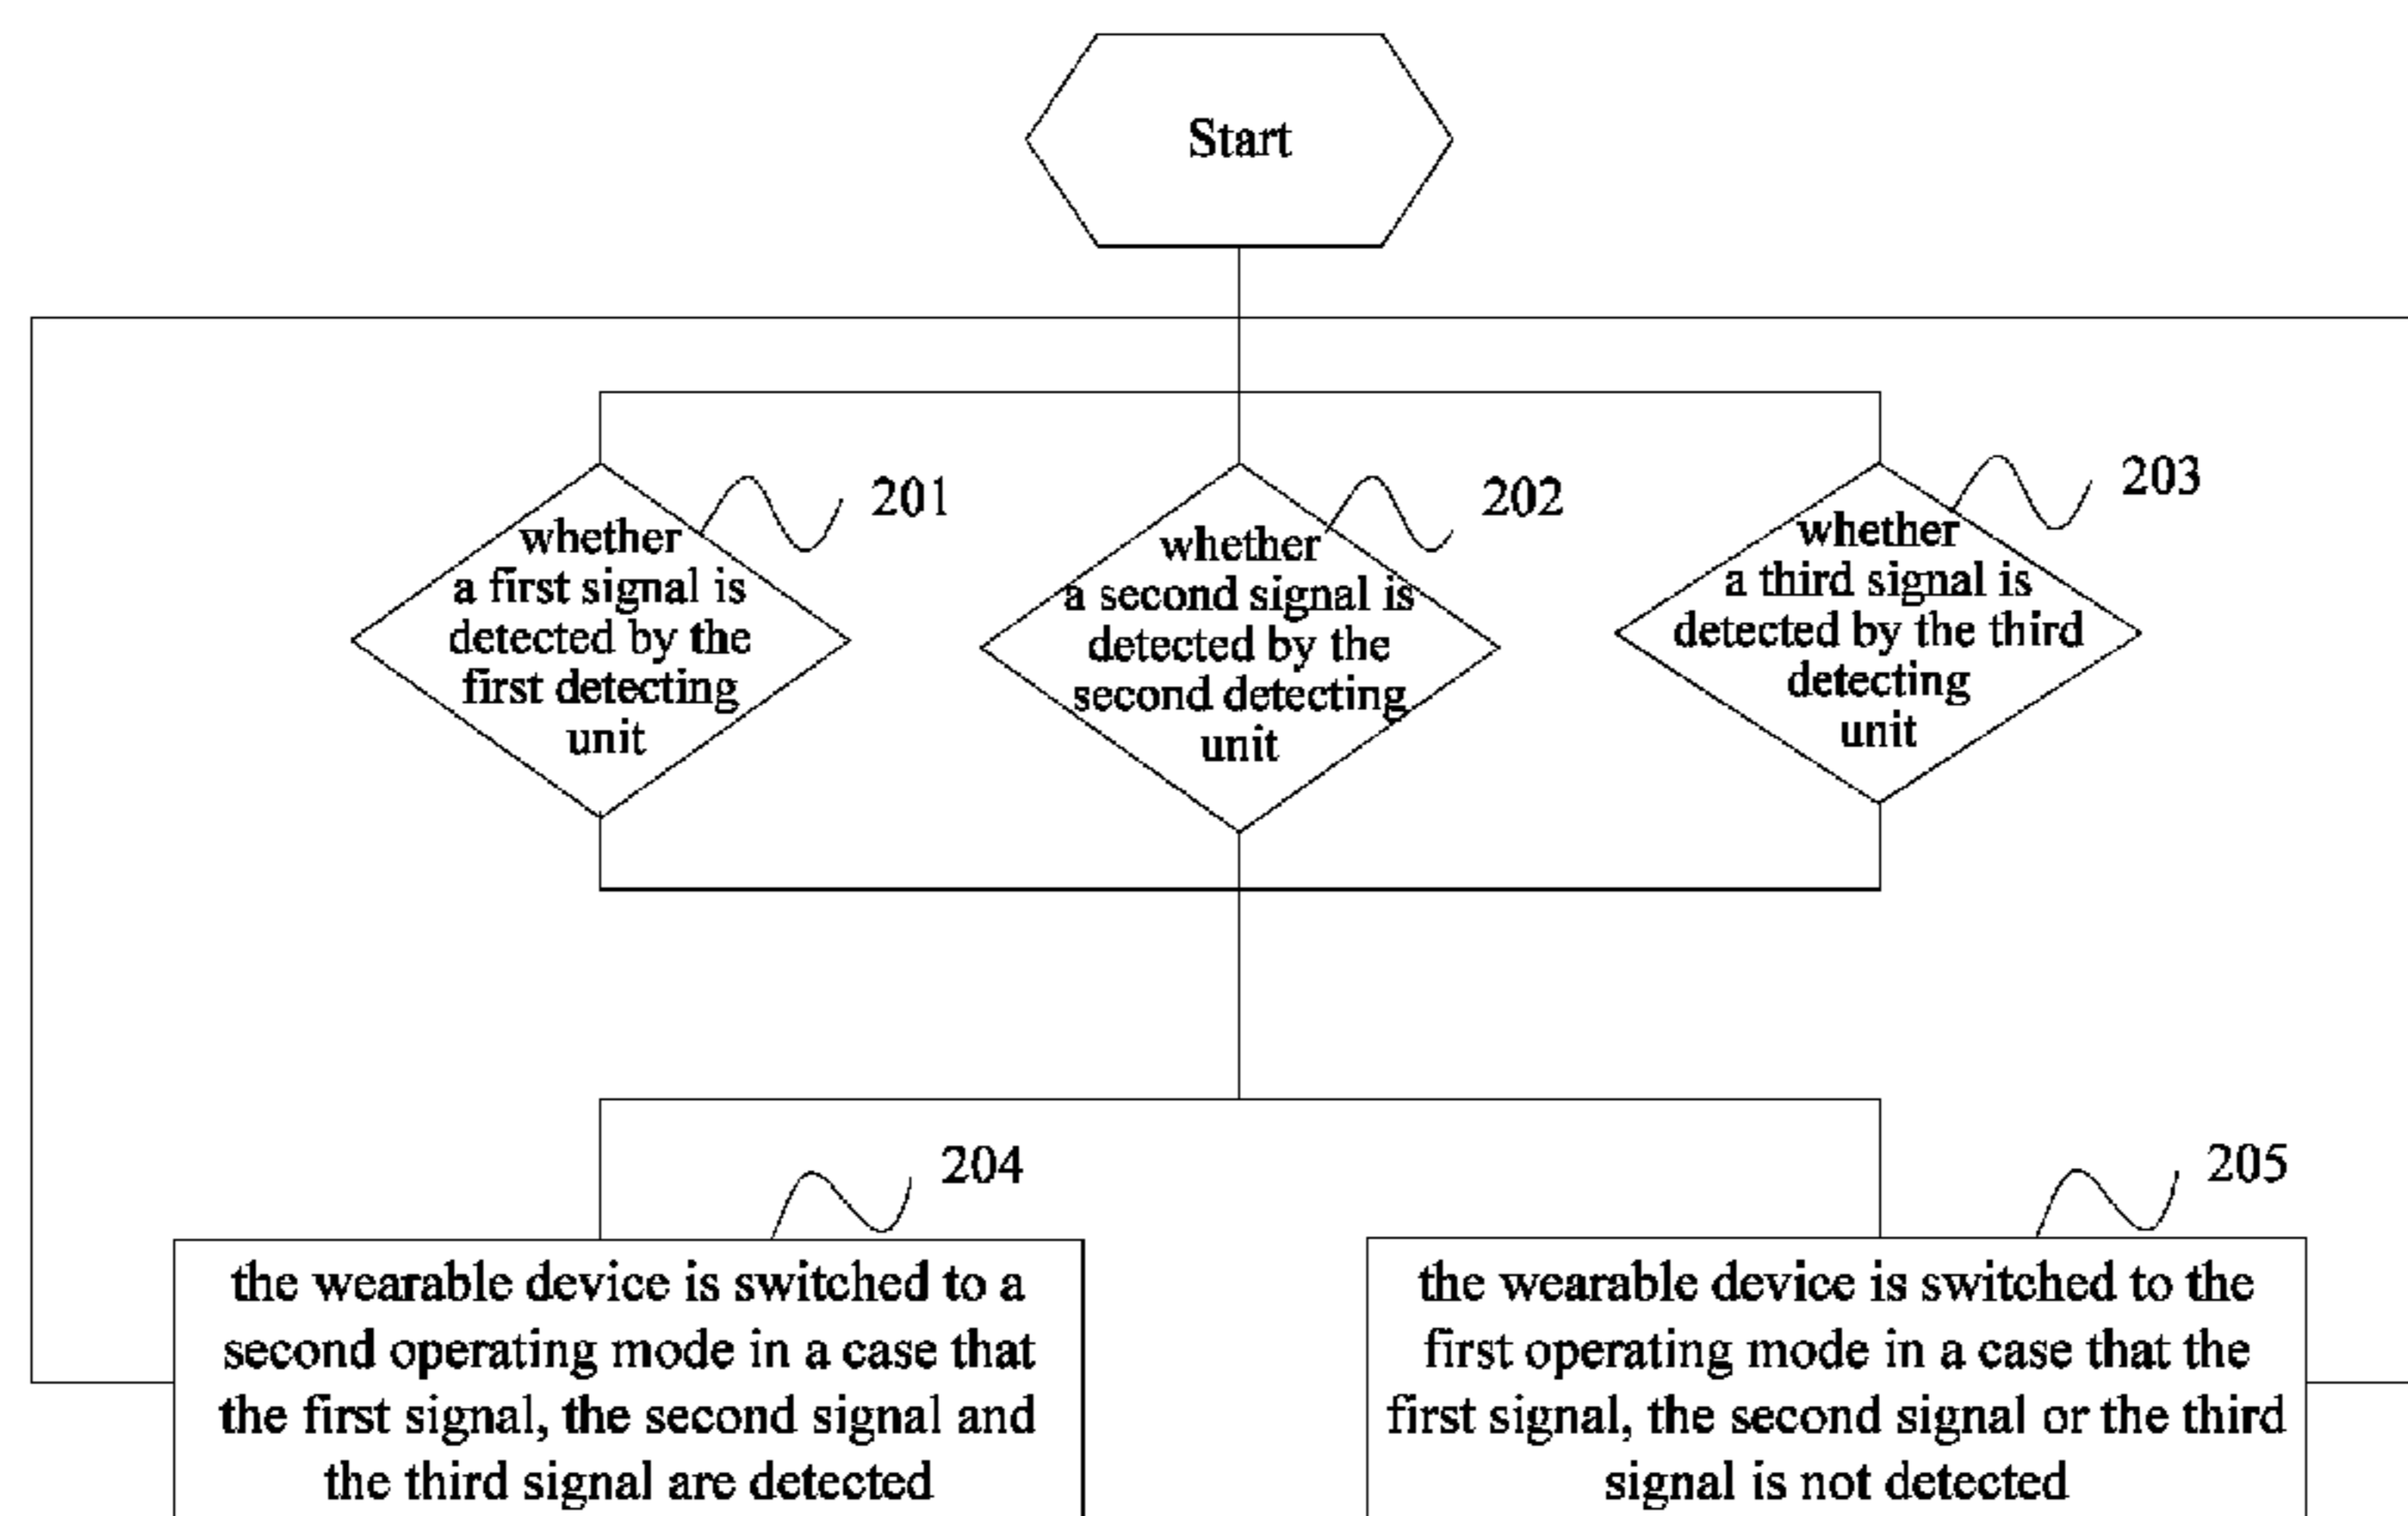 Start
201
whether
a first signal is
detected by the
first detecting
unit
202
whether
a second signal is
detected by the
second detecting
unit
203
whether
a third signal is
detected by the third
detecting
unit
204
the wearable device is switched to a
second operating mode in a case that
the first signal, the second signal and
the third signal are detected
205
the wearable device is switched to the
first operating mode in a case that the
first signal, the second signal or the third
signal is not detected